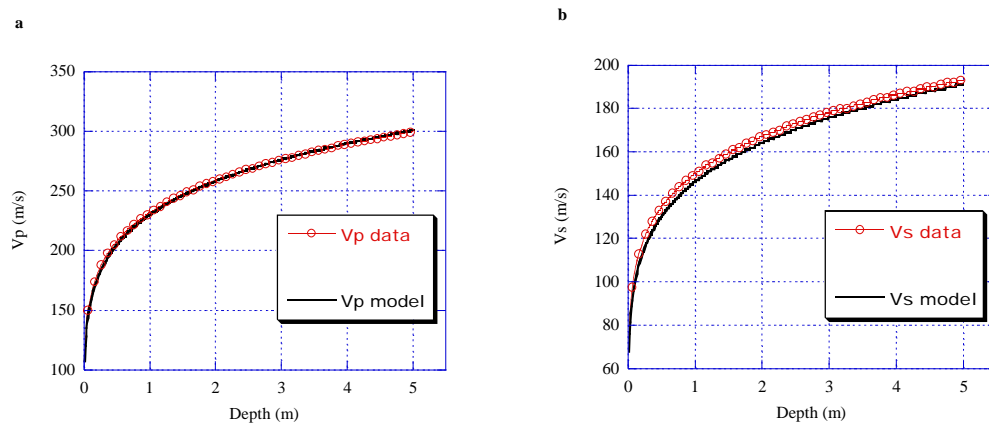 a
350
300
250
200
150
100
Vp (m/s)
Vp data
Vp model
0 1 2 3 4 5
Depth (m)
b
200
180
160
140
120
100
80
60
Vs (m/s)
Vs data
Vs model
0 1 2 3 4 5
Depth (m)